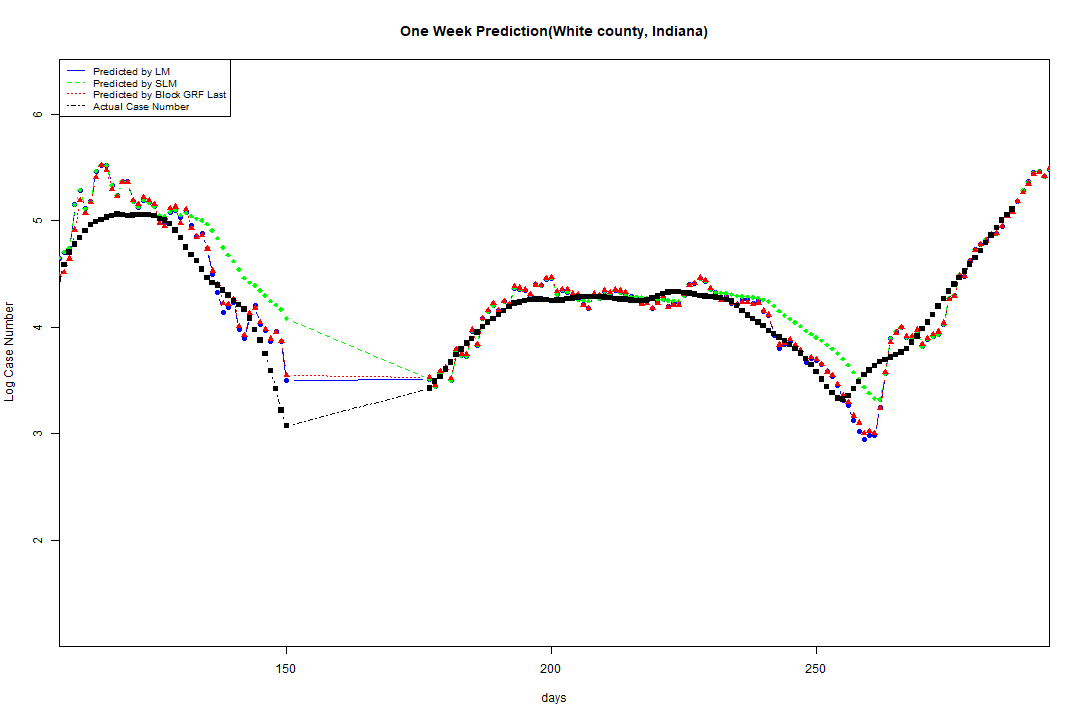 One Week Prediction(White county, Indiana)
Predicted by LM
Predicted by SLM
Predicted by Block GRF Last
Actual Case Number
6
5
4
3
2
Log Case Number
150 200 250
days